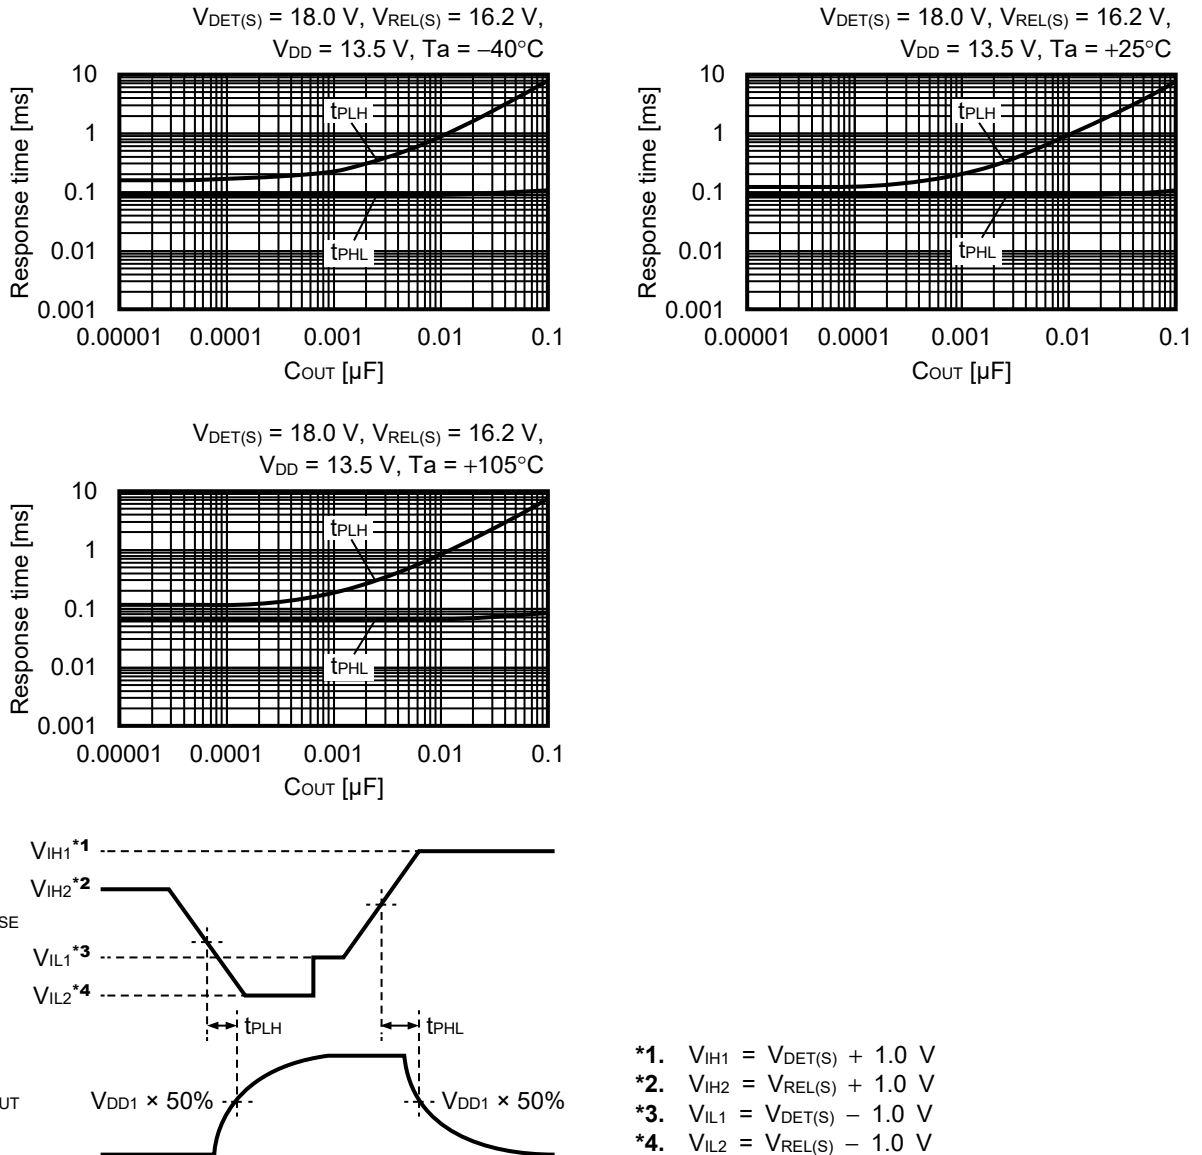 VDET(S) = 18.0 V, VREL(S) = 16.2 V,
VDD = 13.5 V, Ta = −40°C
Response time [ms]
10
1
0.1
0.01
0.001
tPLH
tPHL
0.00001 0.0001 0.001 0.01 0.1
COUT [µF]
VDET(S) = 18.0 V, VREL(S) = 16.2 V,
VDD = 13.5 V, Ta = +25°C
Response time [ms]
10
1
0.1
0.01
0.001
tPLH
tPHL
0.00001 0.0001 0.001 0.01 0.1
COUT [µF]
VDET(S) = 18.0 V, VREL(S) = 16.2 V,
VDD = 13.5 V, Ta = +105°C
Response time [ms]
10
1
0.1
0.01
0.001
tPLH
tPHL
0.00001 0.0001 0.001 0.01 0.1
COUT [µF]
VIH1*1
VIH2*2
SE
VIL1*3
VIL2*4
tPLH
tPHL
UT
VDD1 × 50%
VDD1 × 50%
*1. VIH1 = VDET(S) + 1.0 V
*2. VIH2 = VREL(S) + 1.0 V
*3. VIL1 = VDET(S) − 1.0 V
*4. VIL2 = VREL(S) − 1.0 V